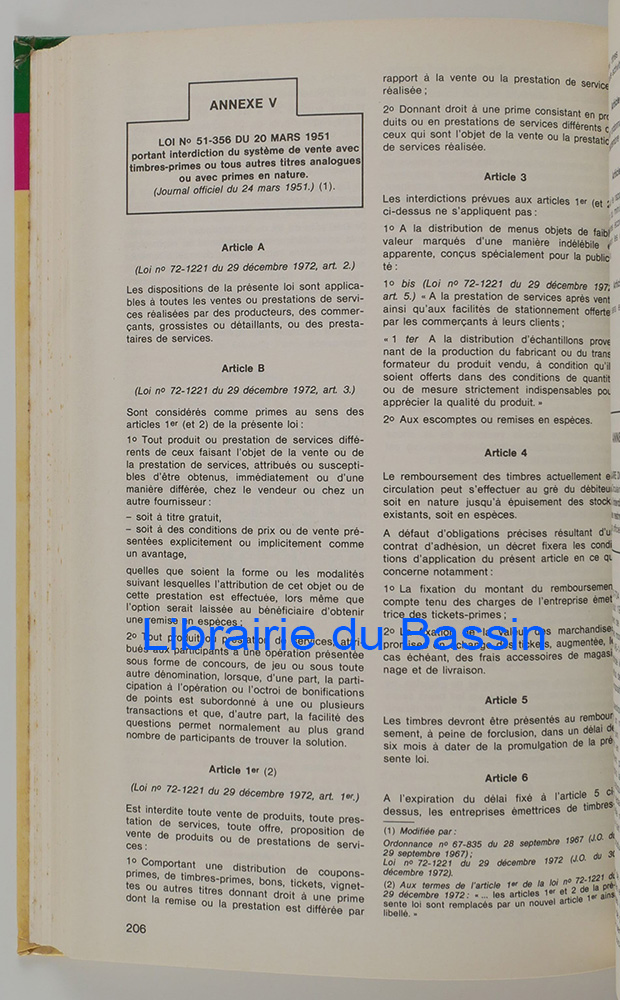 ANNEXE V
LOI Nº 51-356 DU 20 MARS 1951
portant interdiction du système de vente avec
timbres-primes ou tous autres titres analogues
ou avec primes en nature.
(Journal officiel du 24 mars 1951.) (1).
Article A
(Loi nº 72-1221 du 29 décembre 1972, art. 2.)
Les dispositions de la présente loi sont applica-
bles à toutes les ventes ou prestations de servi-
ces réalisées par des producteurs, des commer-
çants, grossistes ou détaillants, ou des presta-
taires de services.
Article B
(Loi nº 72-1221 du 29 décembre 1972, art. 3.)
Sont considérés comme primes au sens des
articles 1er (et 2) de la présente loi :
1º Tout produit ou prestation de services diffé-
rents de ceux faisant l'objet de la vente ou de
la prestation de services, attribués ou suscepti-
bles d'être obtenus, immédiatement ou d'une
manière différée, chez le vendeur ou chez un
autre fournisseur :
– soit à titre gratuit,
– soit à des conditions de prix ou de vente pré-
sentées explicitement ou implicitement comme
un avantage,
quelles que soient la forme ou les modalités
suivant lesquelles l'attribution de cet objet ou de
cette prestation est effectuée, lors même que
l'option serait laissée au bénéficiaire d'obtenir
une remise en espèces ;
2º Tout produit ou prestation de services, attri-
bués aux participants à une opération présentée
sous forme de concours, de jeu ou sous toute
autre dénomination, lorsque, d'une part, la parti-
cipation à l'opération ou l'octroi de bonifications
de points est subordonné à une ou plusieurs
transactions et que, d'autre part, la facilité des
questions permet normalement au plus grand
nombre de participants de trouver la solution.
Article 1er (2)
(Loi nº 72-1221 du 29 décembre 1972, art. 1er.)
Est interdite toute vente de produits, toute pres-
tation de services, toute offre, proposition de
vente de produits ou de prestations de servi-
ces :
1º Comportant une distribution de coupons-
primes, de timbres-primes, bons, tickets, vignet-
tes ou autres titres donnant droit à une prime
dont la remise ou la prestation est différée par
206
rapport à la vente ou la prestation de service
réalisée ;
2º Donnant droit à une prime consistant en pro
duits ou en prestations de services différents
ceux qui sont l'objet de la vente ou la prestatio
de services réalisée.
Article 3
Les interdictions prévues aux articles 1er (et 2
ci-dessus ne s'appliquent pas :
1º A la distribution de menus objets de faibl
valeur marqués d'une manière indélébile
apparente, conçus spécialement pour la public
té :
1º bis (Loi nº 72-1221 du 29 décembre 197
art. 5.) « A la prestation de services après vent
ainsi qu'aux facilités de stationnement offerte
par les commerçants à leurs clients ;
« 1 ter A la distribution d'échantillons prove
nant de la production du fabricant ou du trans
formateur du produit vendu, à condition qu'il
soient offerts dans des conditions de quantit
ou de mesure strictement indispensables pou
apprécier la qualité du produit. »
2º Aux escomptes ou remises en espèces.
Article 4
Le remboursement des timbres actuellement e
circulation peut s'effectuer au gré du débiteu
soit en nature jusqu'à épuisement des stock
existants, soit en espèces.
A défaut d'obligations précises résultant d'u
contrat d'adhésion, un décret fixera les condi
tions d'application du présent article en ce qu
concerne notamment :
1º La fixation du montant du remboursemen
compte tenu des charges de l'entreprise émet
trice des tickets-primes ;
2º La fixation de la valeur des marchandise
promises en échange des tickets, augmentée, l
cas échéant, des frais accessoires de magasi
nage et de livraison.
Article 5
Les timbres devront être présentés au rembour
sement, à peine de forclusion, dans un délai de
six mois à dater de la promulgation de la pré
sente loi.
Article 6
A l'expiration du délai fixé à l'article 5 ci
dessus, les entreprises émettrices de timbres
(1) Modifiée par :
Ordonnance nº 67-835 du 28 septembre 1967 (J.O. du
29 septembre 1967) ;
Loi nº 72-1221 du 29 décembre 1972 (J.O. du 30
décembre 1972).
(2) Aux termes de l'article 1er de la loi nº 72-1221 du
29 décembre 1972 : « ... les articles 1er et 2 de la pré-
sente loi sont remplacés par un nouvel article 1er ains
libellé. »
Librairie du Bassin